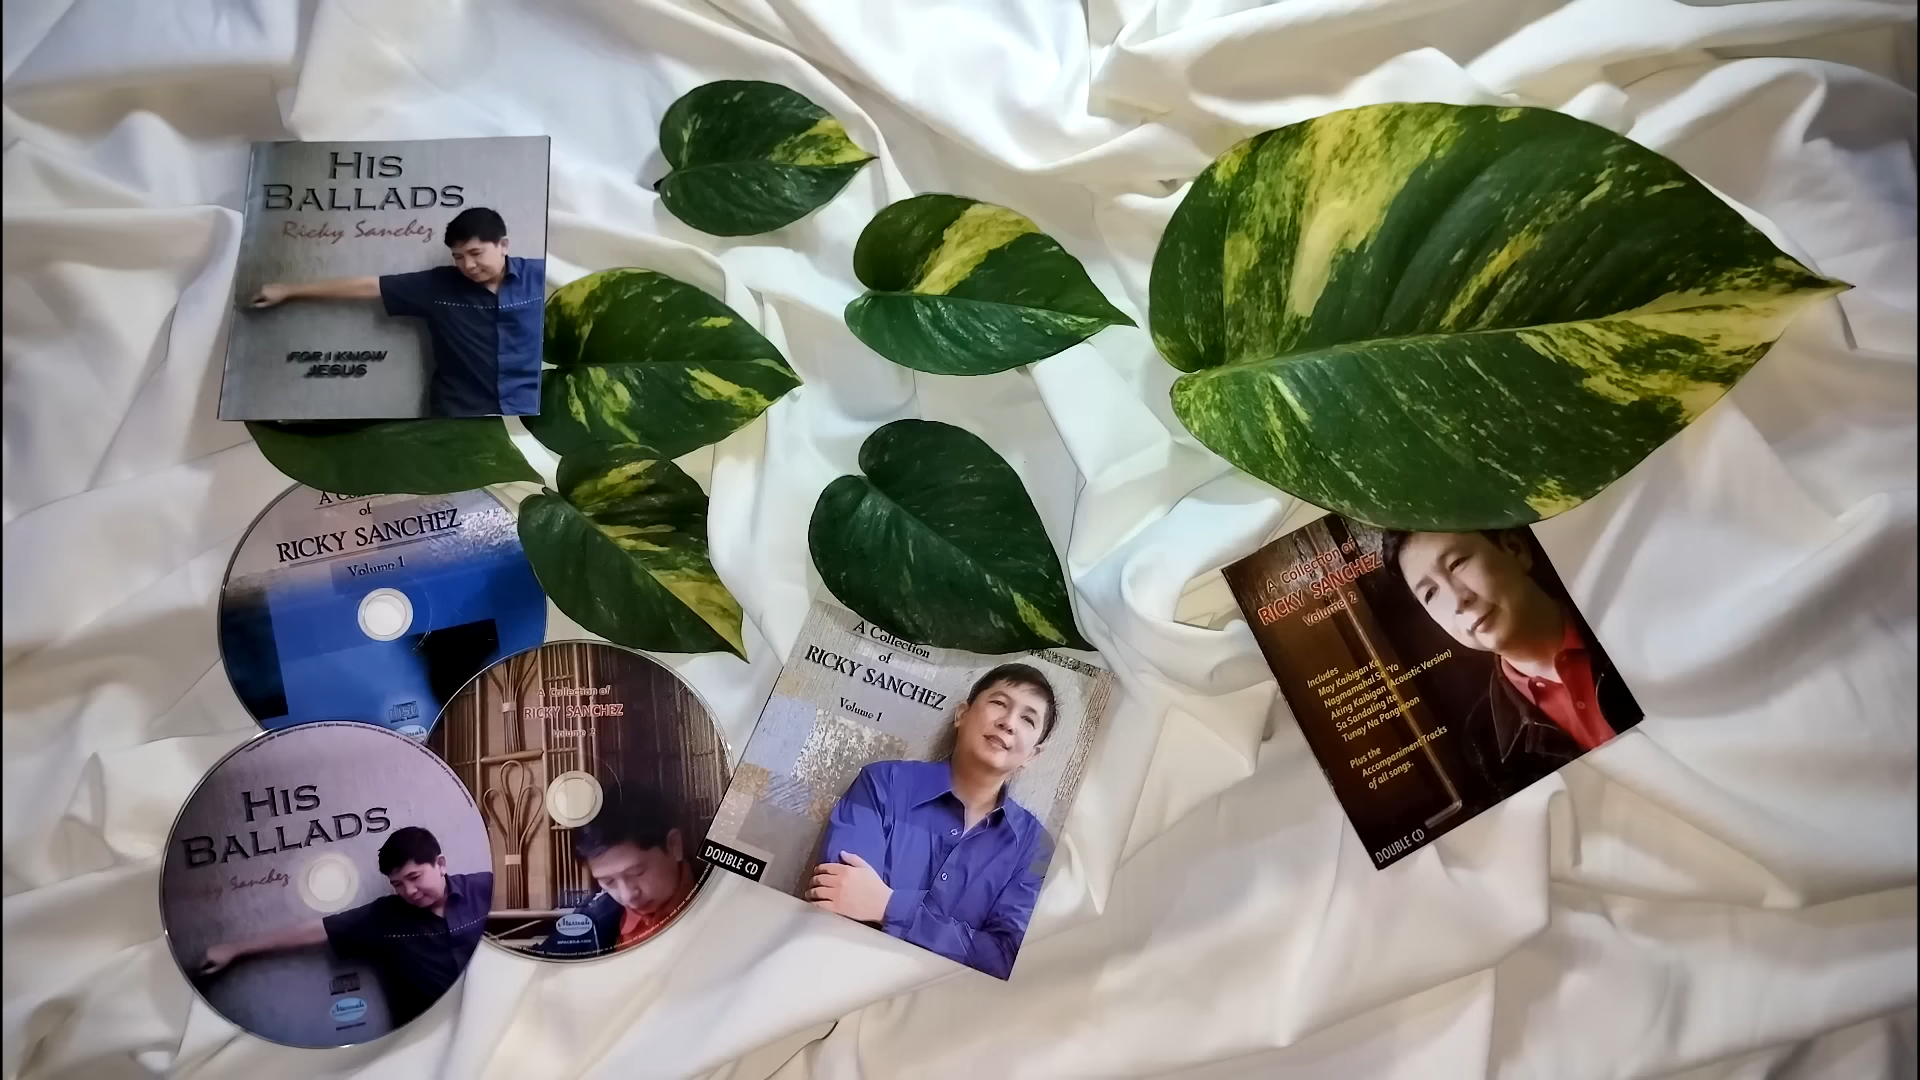 HIS
BALLADS
Ricky Sanchez
FOR I KNOW
JESUS
of
RICKY SANCHEZ
Volume 1
A Collection of
RICKY SANCHEZ
Volume 2
HIS
BALLADS
Sanchez
A Collection
of
RICKY SANCHEZ
Volume 1
DOUBLE CD
A Collection of
RICKY SANCHEZ
Volume 2
Includes
May Kaibigan Ka
Nagmamahal Sa 'Yo
Aking Kaibigan (Acoustic Version)
Sa Sandaling Ito
Tunay Na Panginoon
Plus the
Accompaniment Tracks
of all songs.
DOUBLE CD